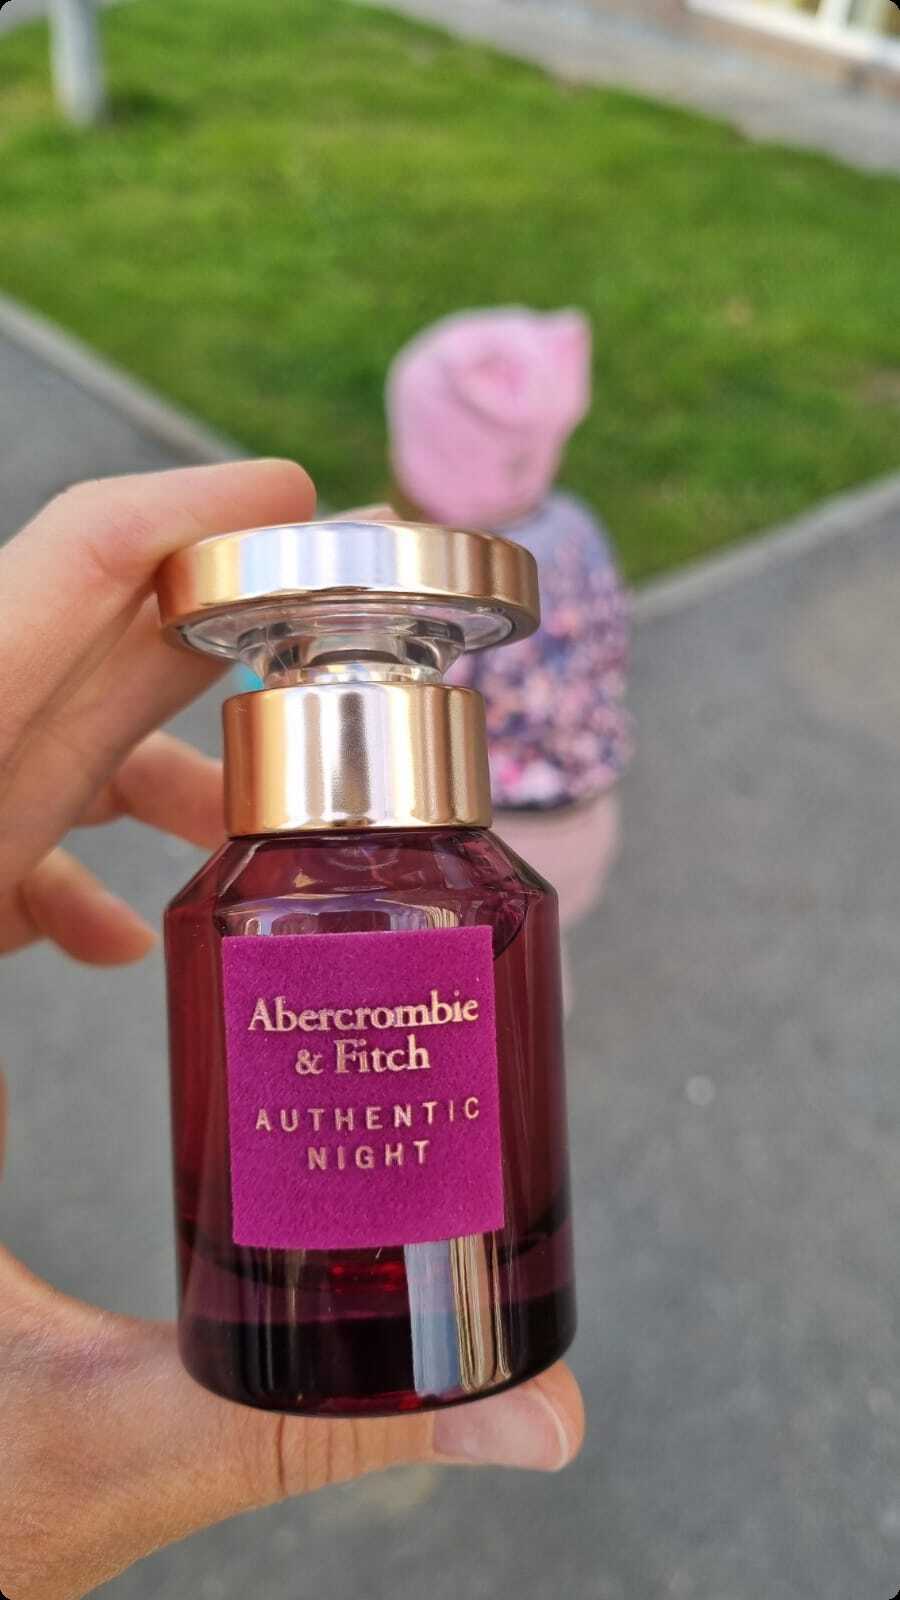 Abercrombie
& Fitch
AUTHENTIC
NIGHT